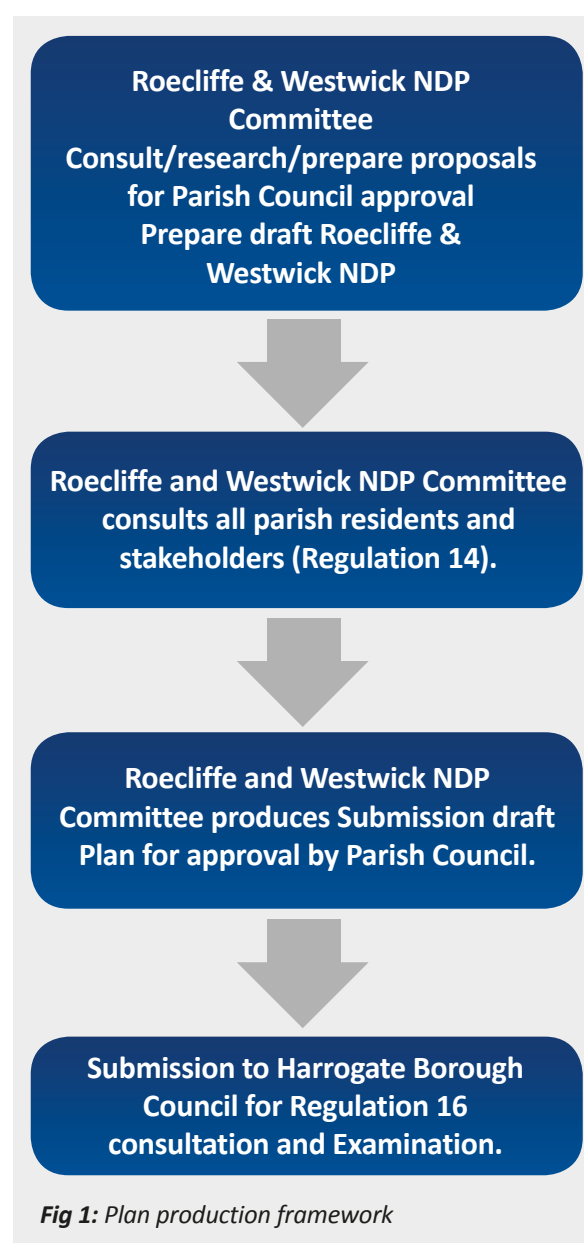 Roecliffe & Westwick NDP
Committee
Consult/research/prepare proposals
for Parish Council approval
Prepare draft Roecliffe &
Westwick NDP
Roecliffe and Westwick NDP Committee
consults all parish residents and
stakeholders (Regulation 14).
Roecliffe and Westwick NDP
Committee produces Submission draft
Plan for approval by Parish Council.
Submission to Harrogate Borough
Council for Regulation 16
consultation and Examination.
Fig 1: Plan production framework